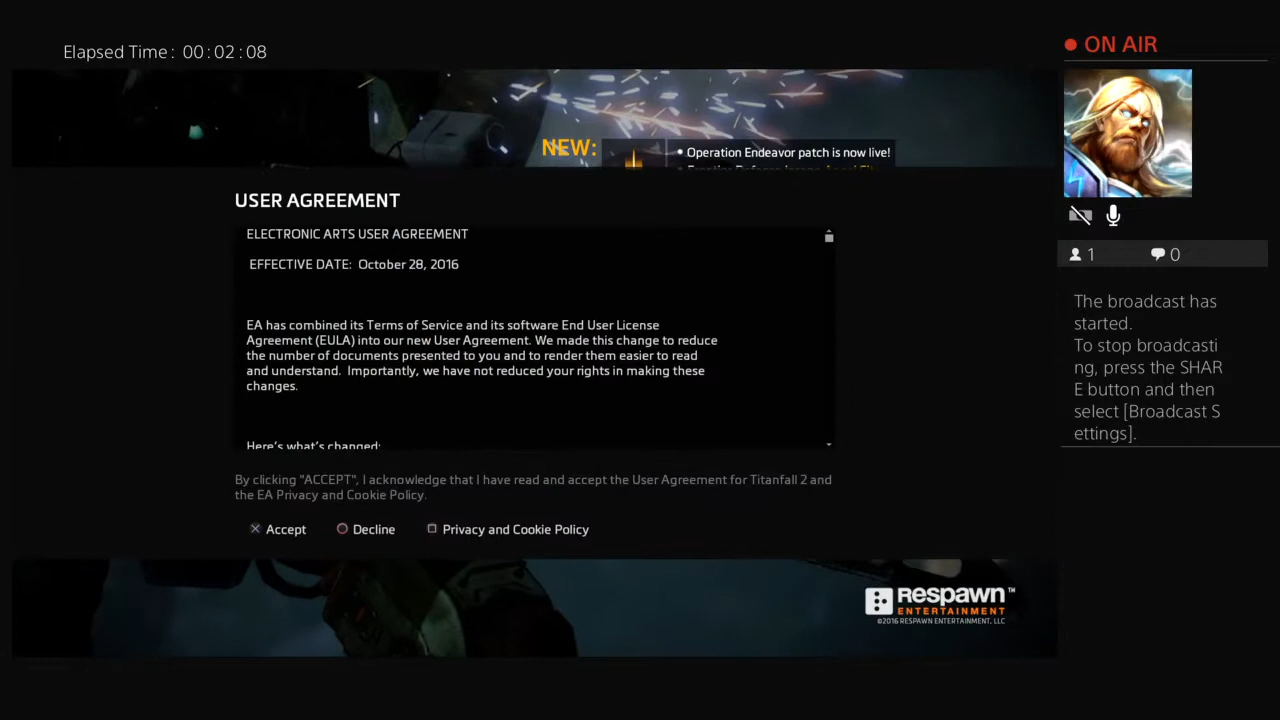 Elapsed Time: 00:02:08
ON AIR
NEW:
• Operation Endeavor patch is now live!
USER AGREEMENT
ELECTRONIC ARTS USER AGREEMENT
EFFECTIVE DATE: October 28, 2016
EA has combined its Terms of Service and its software End User License
Agreement (EULA) into our new User Agreement. We made this change to reduce
the number of documents presented to you and to render them easier to read
and understand. Importantly, we have not reduced your rights in making these
changes.
Here's what's changed:
By clicking "ACCEPT", I acknowledge that I have read and accept the User Agreement for Titanfall 2 and
the EA Privacy and Cookie Policy.
Accept Decline Privacy and Cookie Policy
Respawn™
ENTERTAINMENT
©2016 RESPAWN ENTERTAINMENT, LLC
1 0
The broadcast has
started.
To stop broadcasti
ng, press the SHAR
E button and then
select [Broadcast S
ettings].